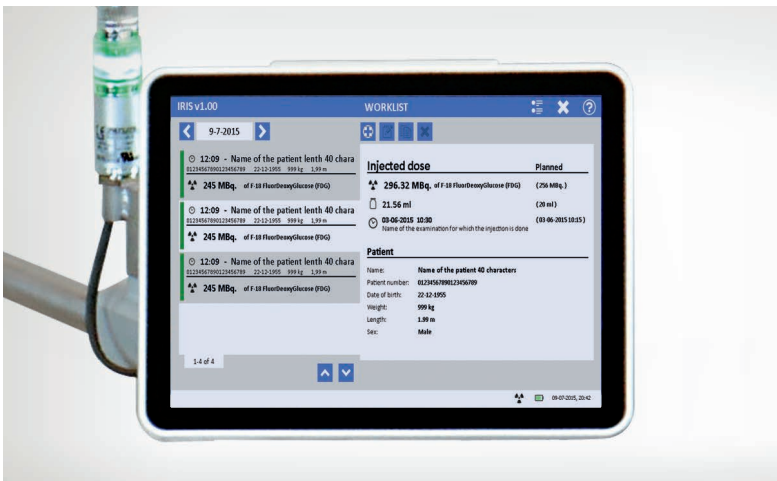 IRIS v1.00
WORKLIST
?
9-7-2015
12:09 - Name of the patient lenth 40 chara
01234567890123456789 22-12-1955 999 kg 1,99 m
245 MBq. of F-18 FluorDeoxyGlucose (FDG)
12:09 - Name of the patient lenth 40 chara
01234567890123456789 22-12-1955 999 kg 1,99 m
245 MBq. of F-18 FluorDeoxyGlucose (FDG)
12:09 - Name of the patient lenth 40 chara
01234567890123456789 22-12-1955 999 kg 1,99 m
245 MBq. of F-18 FluorDeoxyGlucose (FDG)
1-4 of 4
Injected dose Planned
296.32 MBq. of F-18 FluorDeoxyGlucose (FDG) (256 MBq.)
21.56 ml (20 ml)
03-06-2015 10:30 (03-06-2015 10:15)
Name of the examination for which the injection is done
Patient
Name: Name of the patient 40 characters
Patient number: 01234567890123456789
Date of birth: 22-12-1955
Weight: 999 kg
Length: 1.99 m
Sex: Male
09-07-2015, 20:42